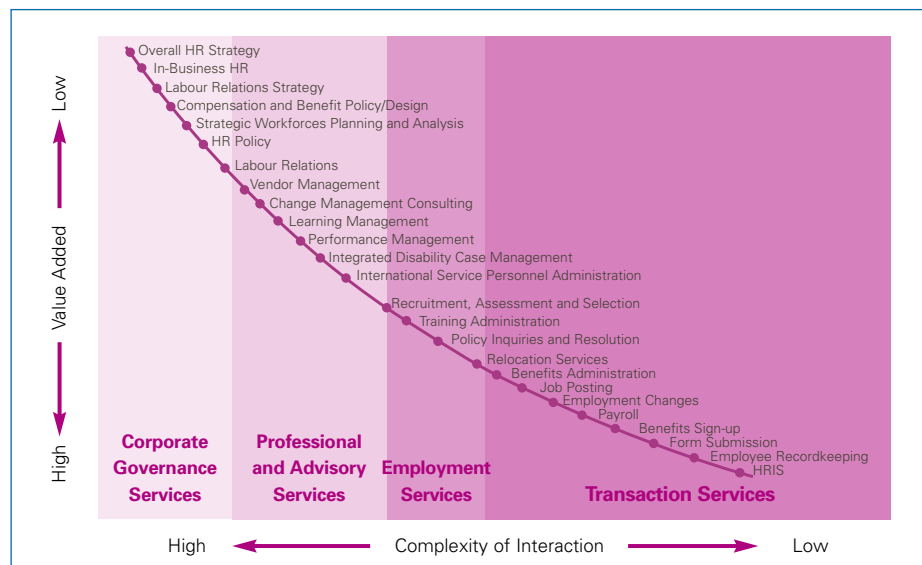 Overall HR Strategy
In-Business HR
Labour Relations Strategy
Compensation and Benefit Policy/Design
Strategic Workforces Planning and Analysis
HR Policy
Labour Relations
Vendor Management
Change Management Consulting
Learning Management
Performance Management
Integrated Disability Case Management
International Service Personnel Administration
Recruitment, Assessment and Selection
Training Administration
Policy Inquiries and Resolution
Relocation Services
Benefits Administration
Job Posting
Employment Changes
Payroll
Benefits Sign-up
Form Submission
Employee Recordkeeping
HRIS
Low
Value Added
High
Corporate
Governance
Services
Professional
and Advisory
Services
Employment
Services
Transaction Services
High
Complexity of Interaction
Low